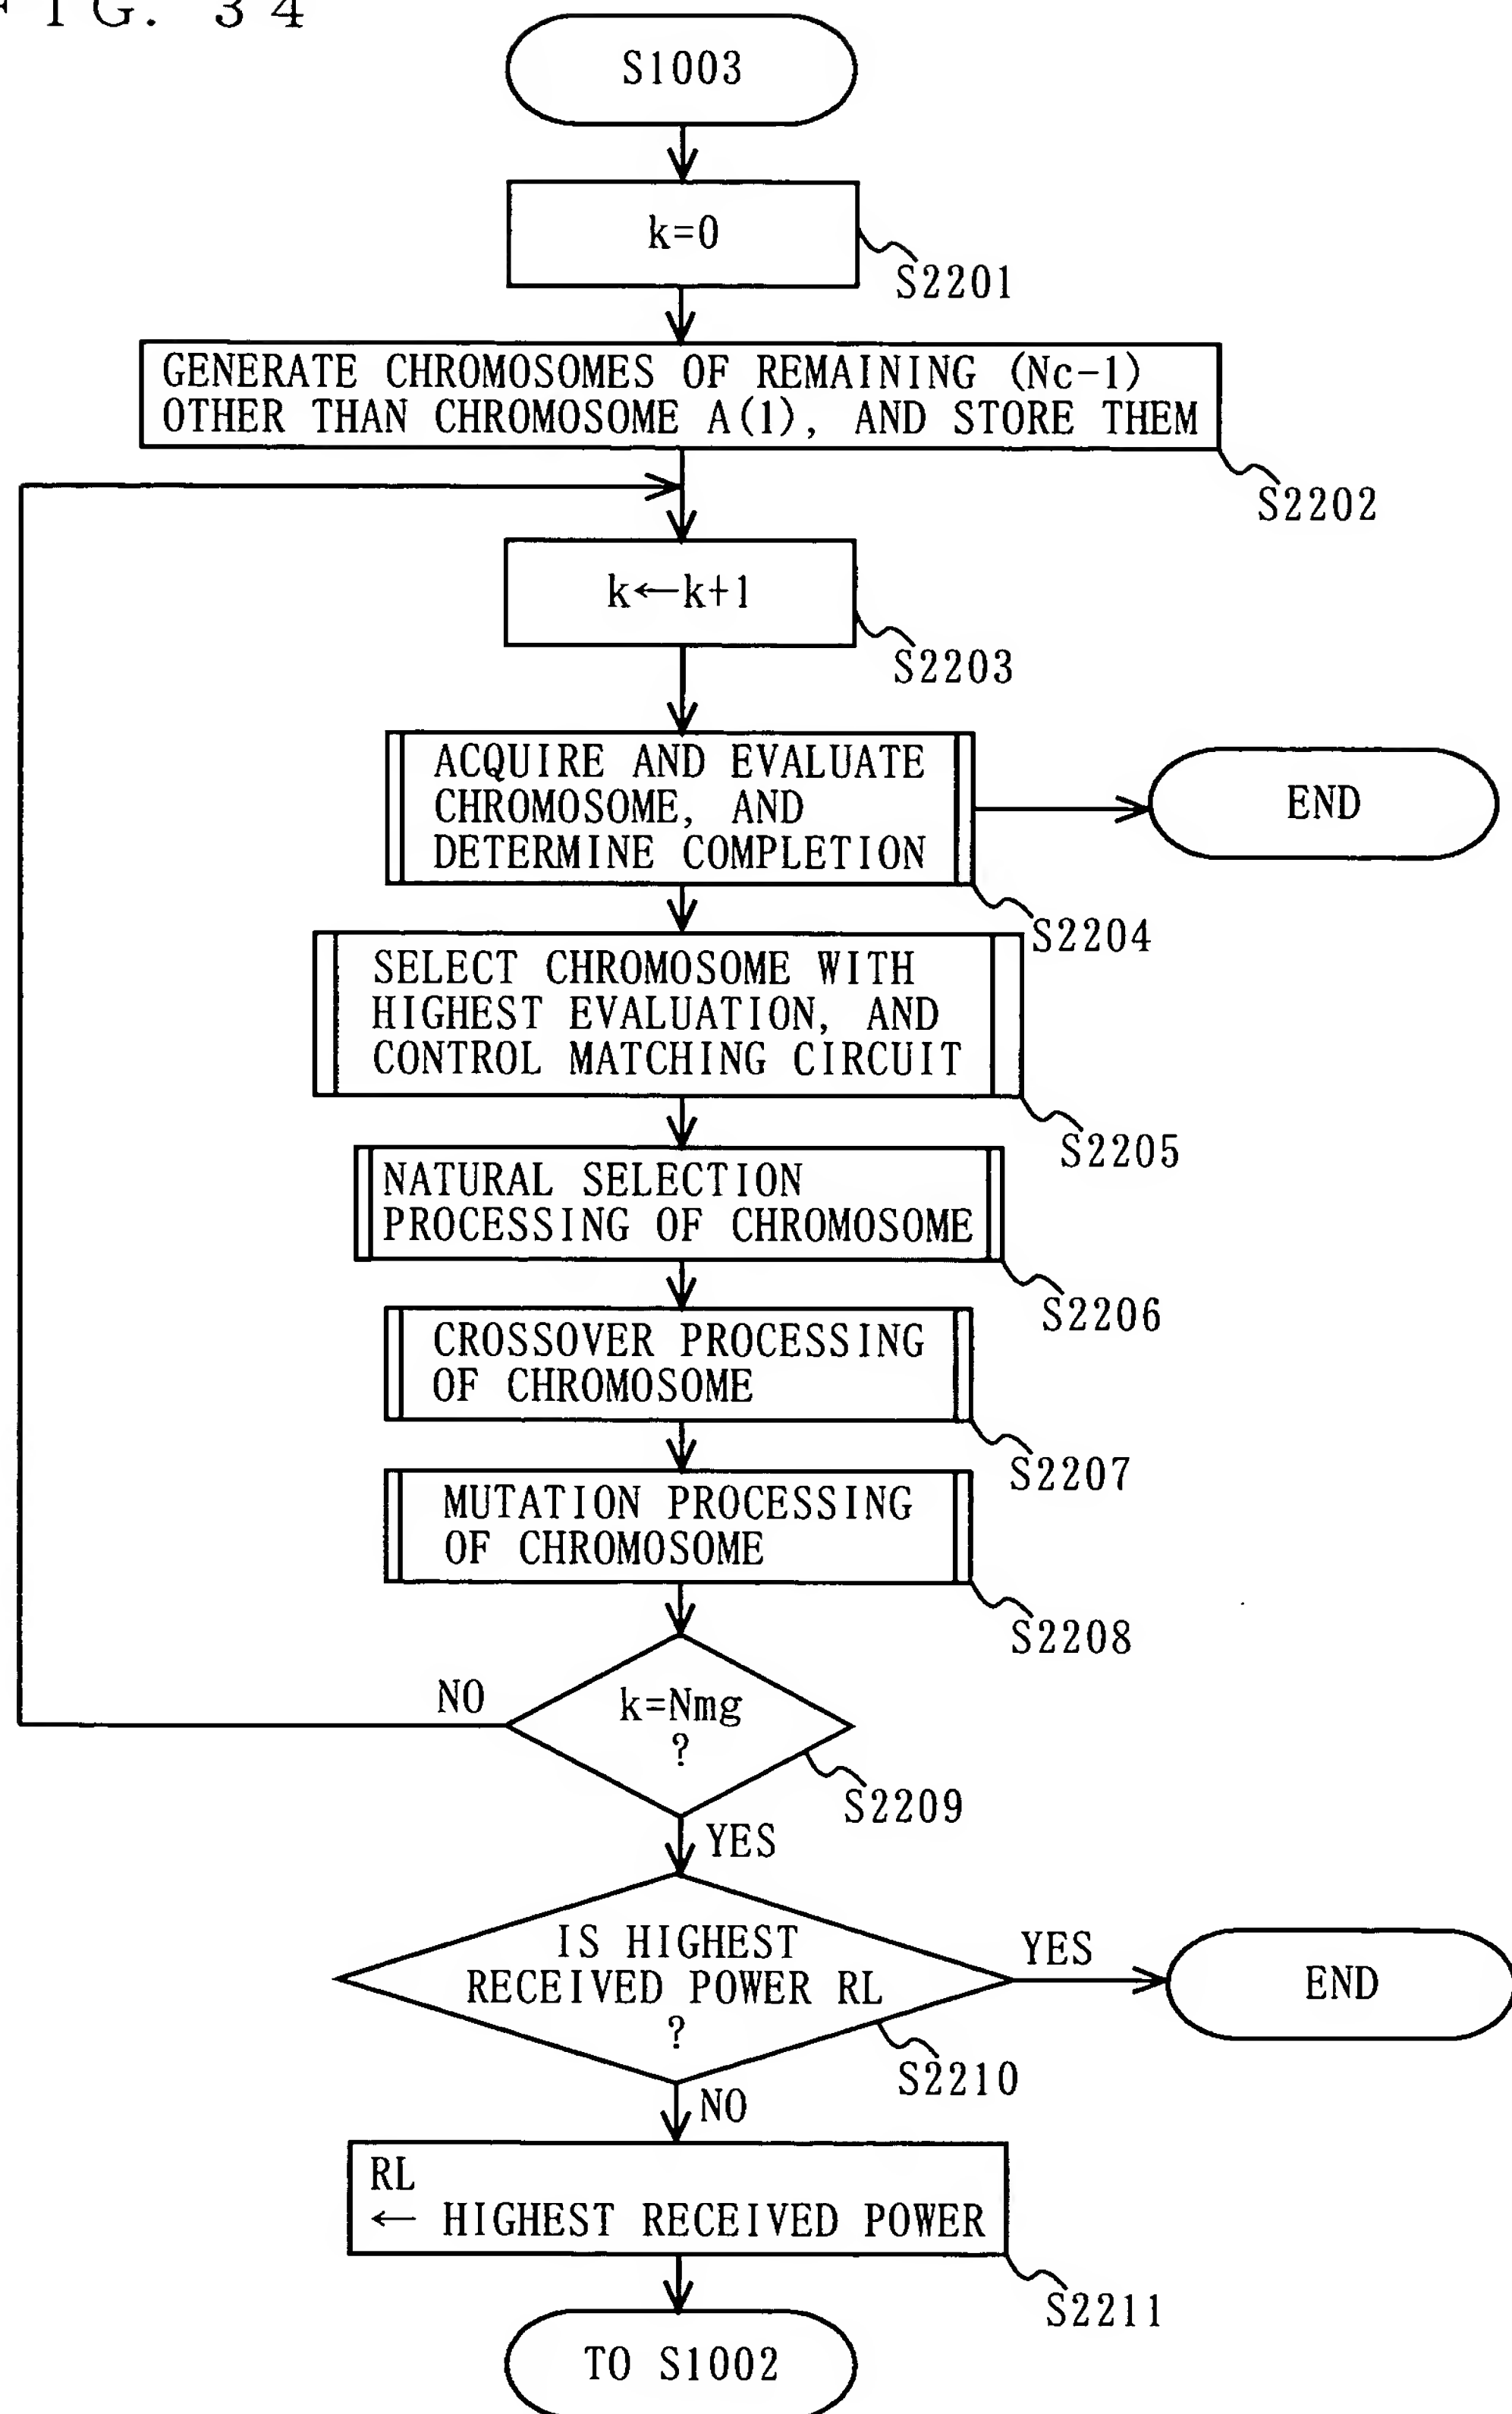 FIG. 34
S1003
k=0
S2201
GENERATE CHROMOSOMES OF REMAINING (Nc-1)
OTHER THAN CHROMOSOME A(1), AND STORE THEM
S2202
k←k+1
S2203
ACQUIRE AND EVALUATE
CHROMOSOME, AND
DETERMINE COMPLETION
END
S2204
SELECT CHROMOSOME WITH
HIGHEST EVALUATION, AND
CONTROL MATCHING CIRCUIT
S2205
NATURAL SELECTION
PROCESSING OF CHROMOSOME
S2206
CROSSOVER PROCESSING
OF CHROMOSOME
S2207
MUTATION PROCESSING
OF CHROMOSOME
S2208
NO
k=Nmg
?
S2209
YES
IS HIGHEST
RECEIVED POWER RL
?
YES
END
S2210
NO
RL
← HIGHEST RECEIVED POWER
S2211
TO S1002